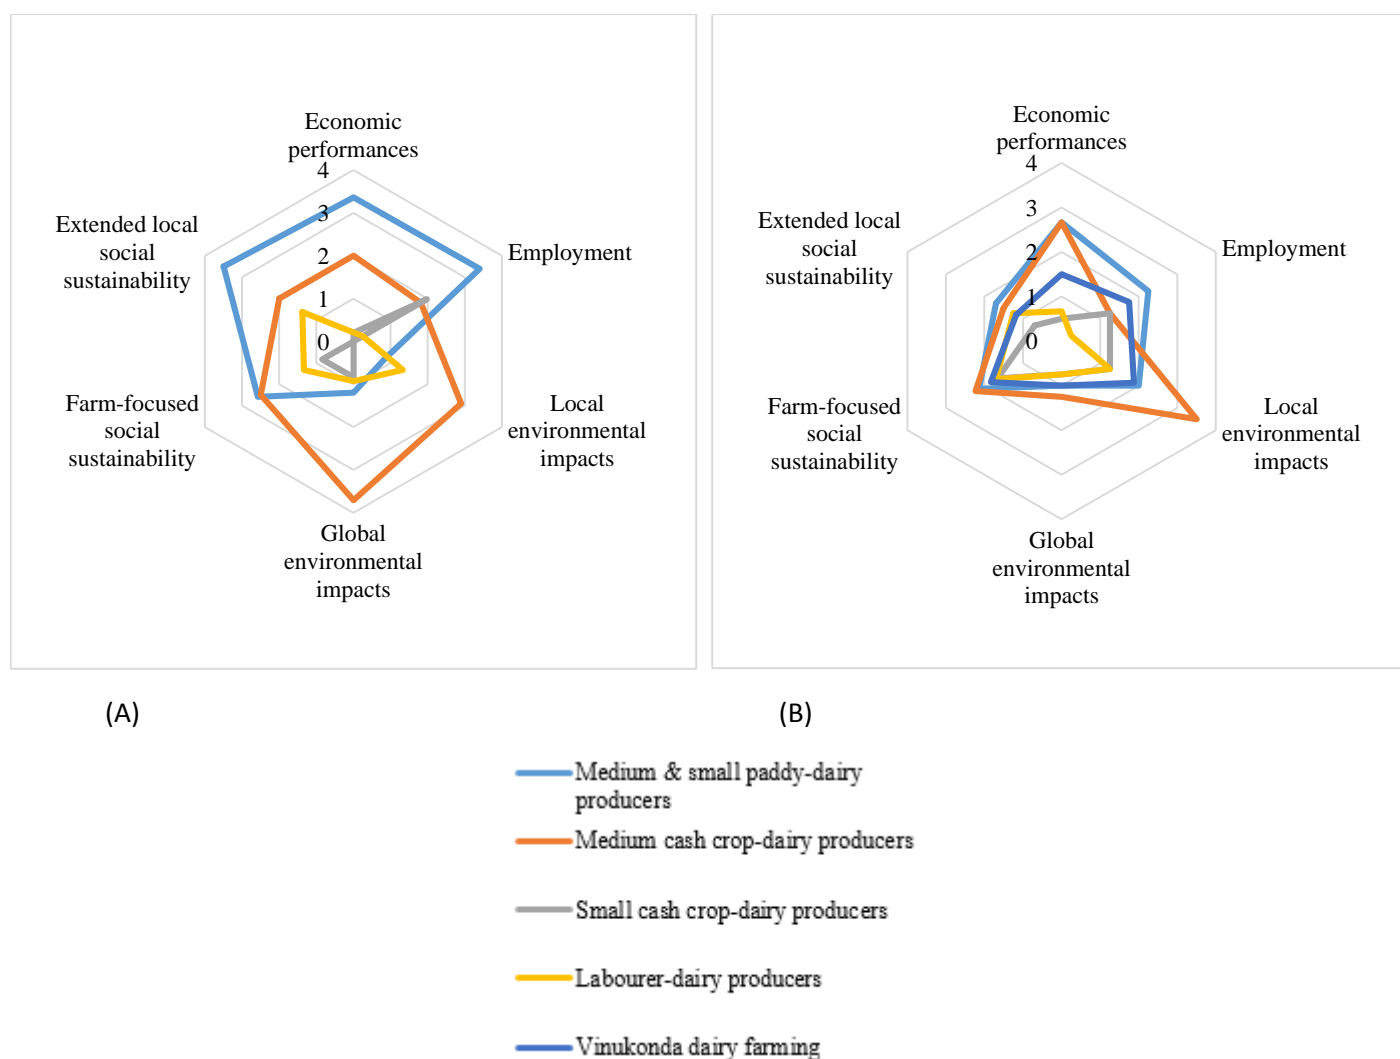 Economic
performances
4
3
2
1
0
Employment
Local
environmental
impacts
Global
environmental
impacts
Farm-focused
social
sustainability
Extended local
social
sustainability
(A)
Economic
performances
4
3
2
1
0
Employment
Local
environmental
impacts
Global
environmental
impacts
Farm-focused
social
sustainability
Extended local
social
sustainability
(B)
Medium & small paddy-dairy
producers
Medium cash crop-dairy producers
Small cash crop-dairy producers
Labourer-dairy producers
Vinukonda dairy farming